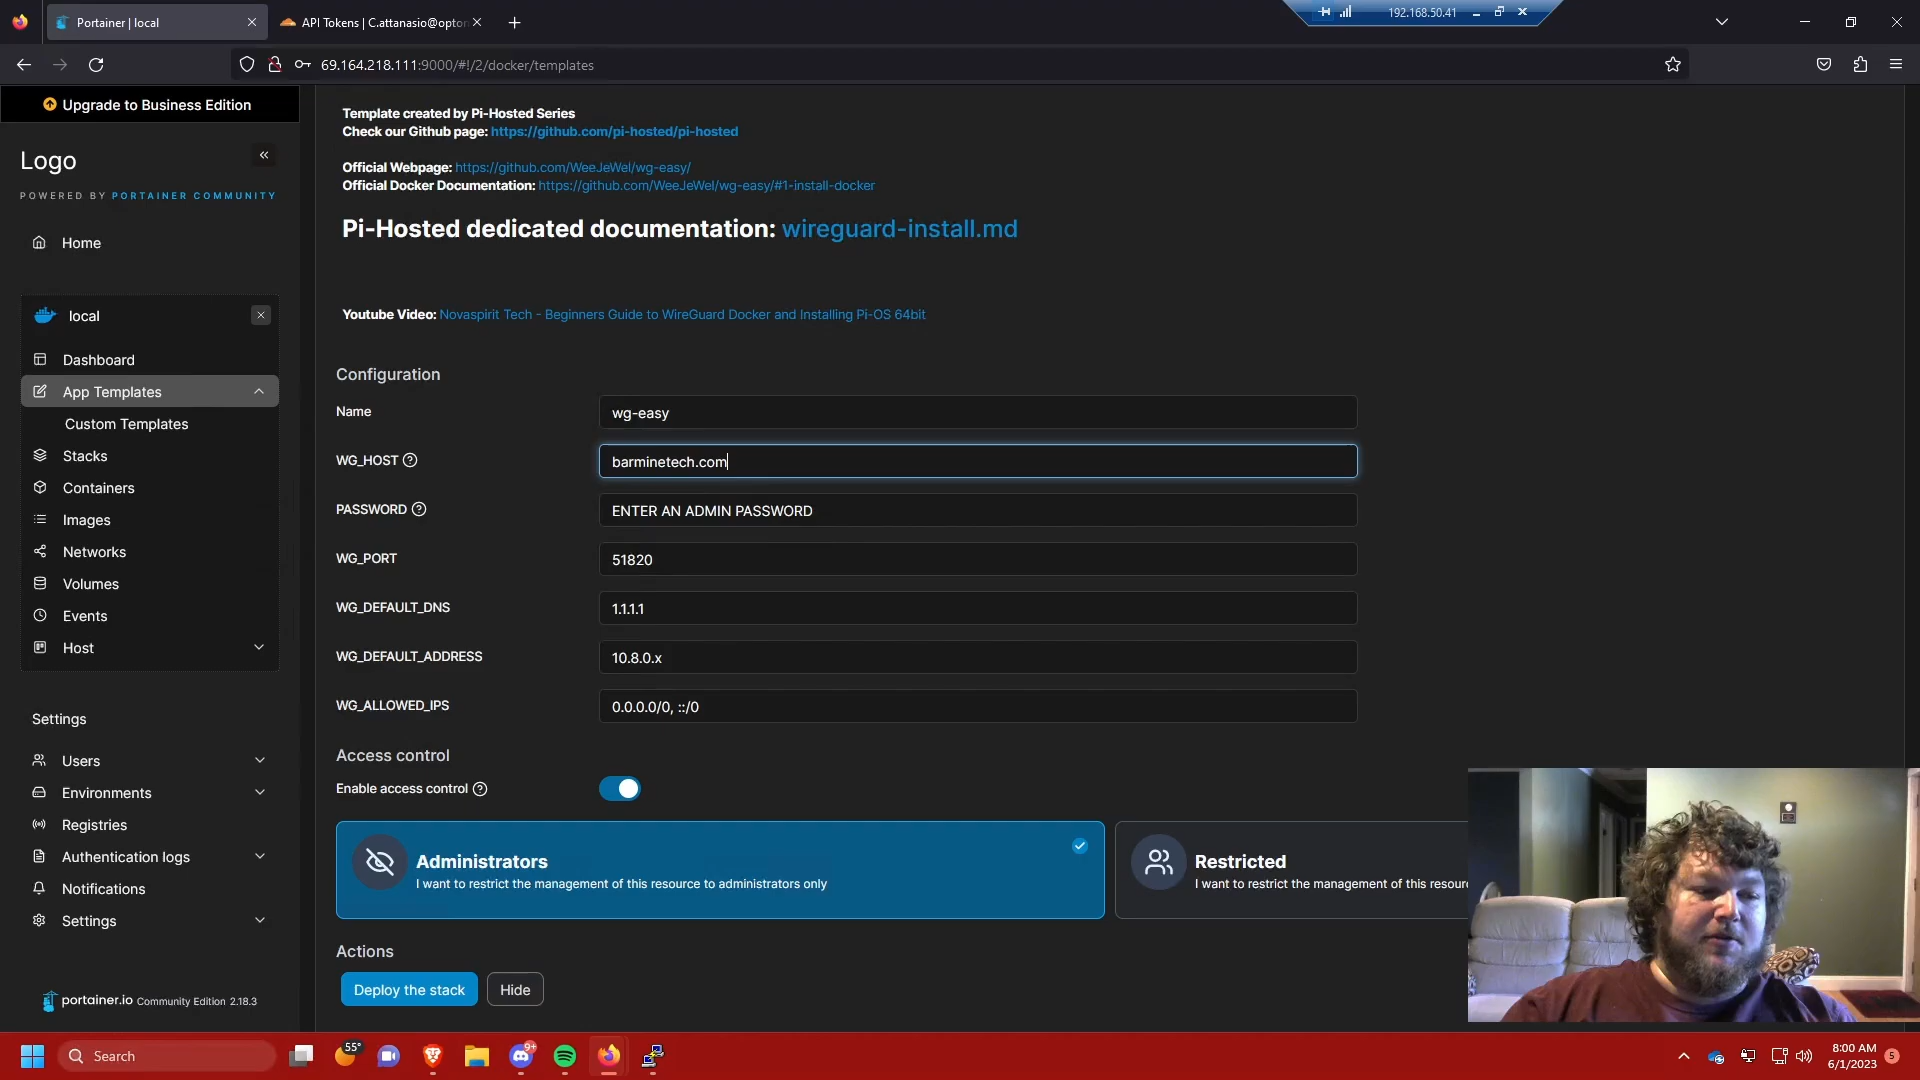 Portainer | local
API Tokens | C.attanasio@opto
192.168.50.41
69.164.218.111:9000/#!/2/docker/templates
Upgrade to Business Edition
Logo
POWERED BY PORTAINER COMMUNITY
Home
local
Dashboard
App Templates
Custom Templates
Stacks
Containers
Images
Networks
Volumes
Events
Host
Settings
Users
Environments
Registries
Authentication logs
Notifications
Settings
portainer.io Community Edition 2.18.3
Template created by Pi-Hosted Series
Check our Github page: https://github.com/pi-hosted/pi-hosted
Official Webpage: https://github.com/WeeJeWel/wg-easy/
Official Docker Documentation: https://github.com/WeeJeWel/wg-easy/#1-install-docker
Pi-Hosted dedicated documentation: wireguard-install.md
Youtube Video: Novaspirit Tech - Beginners Guide to WireGuard Docker and Installing Pi-OS 64bit
Configuration
Name
wg-easy
WG_HOST
barminetech.com
PASSWORD
ENTER AN ADMIN PASSWORD
WG_PORT
51820
WG_DEFAULT_DNS
1.1.1.1
WG_DEFAULT_ADDRESS
10.8.0.x
WG_ALLOWED_IPS
0.0.0.0/0, ::/0
Access control
Enable access control
Administrators
I want to restrict the management of this resource to administrators only
Restricted
I want to restrict the management of this resour
Actions
Deploy the stack
Hide
Search
55°
9+
8:00 AM
6/1/2023
5